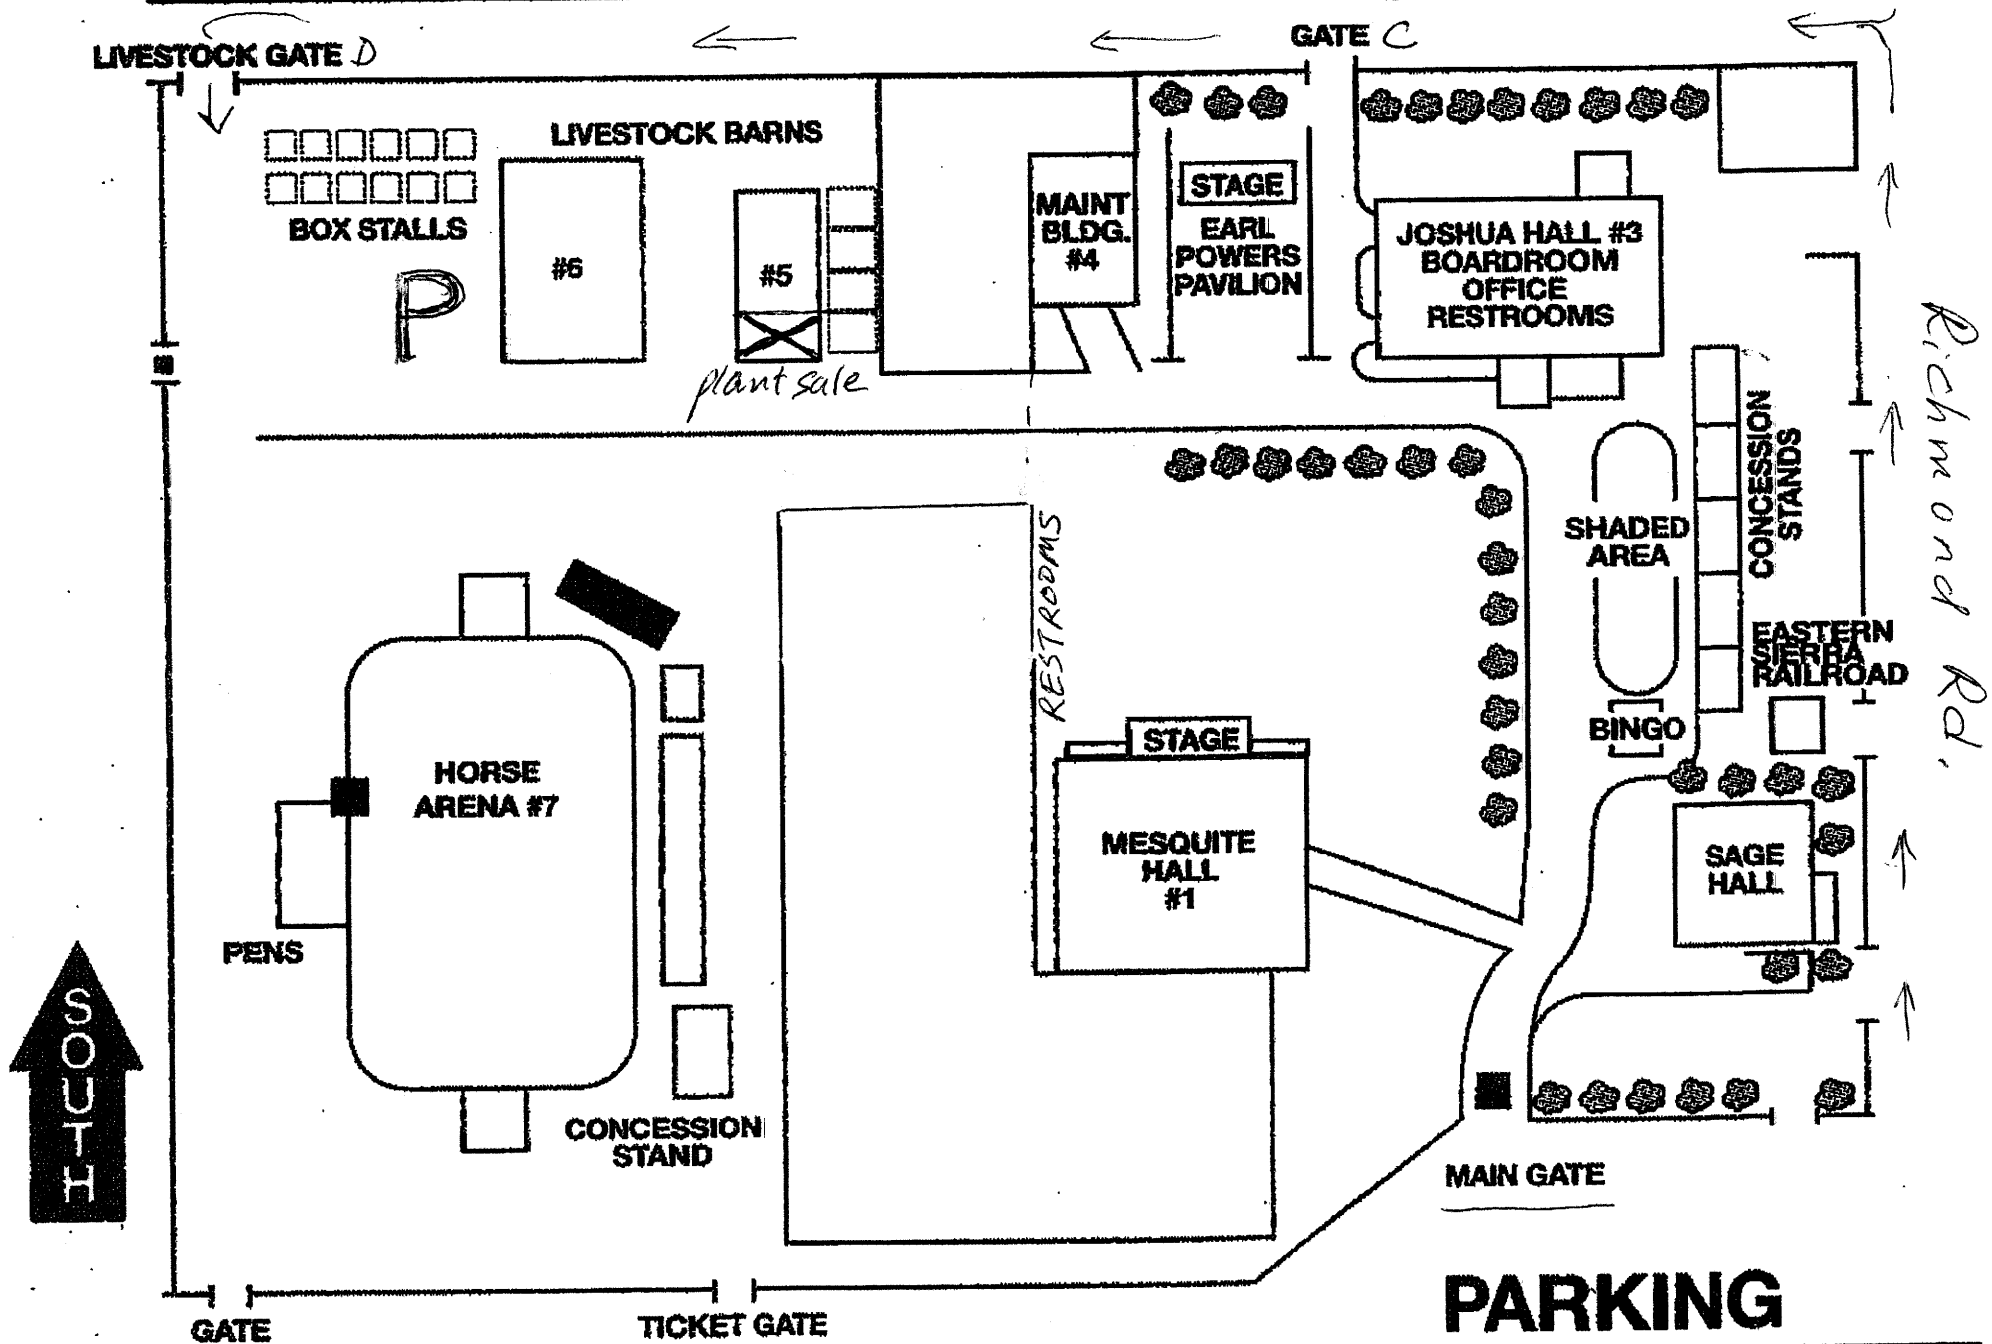 LIVESTOCK GATE D
GATE C
LIVESTOCK BARNS
BOX STALLS
P
#6
#5
plant sale
MAINT
BLDG.
#4
STAGE
EARL
POWERS
PAVILION
JOSHUA HALL #3
BOARDROOM
OFFICE
RESTROOMS
Richmond Rd.
CONCESSION
STANDS
SHADED
AREA
EASTERN
SIERRA
RAILROAD
BINGO
RESTROOMS
STAGE
MESQUITE
HALL
#1
SAGE
HALL
HORSE
ARENA #7
PENS
SOUTH
CONCESSION
STAND
MAIN GATE
PARKING
GATE
TICKET GATE